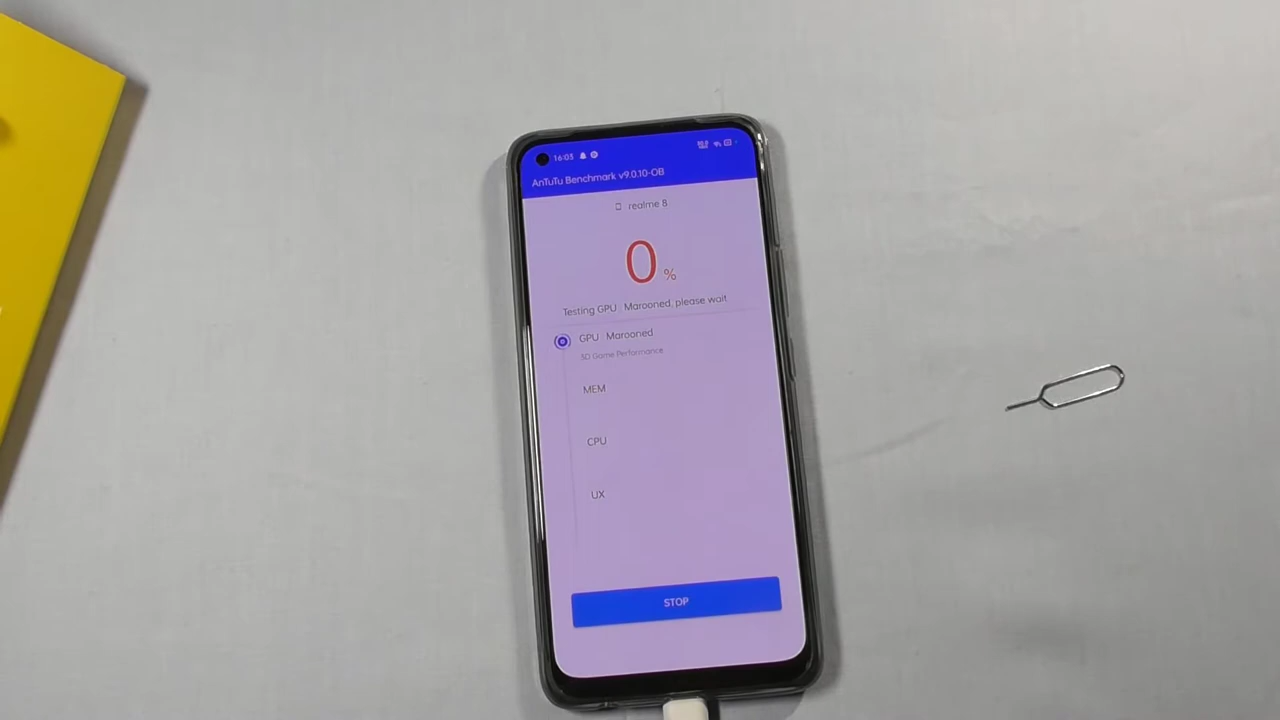 16:03
AnTuTu Benchmark v9.0.10-OB
realme 8
0 %
Testing GPU Marooned, please wait
GPU Marooned
3D Game Performance
MEM
CPU
UX
STOP